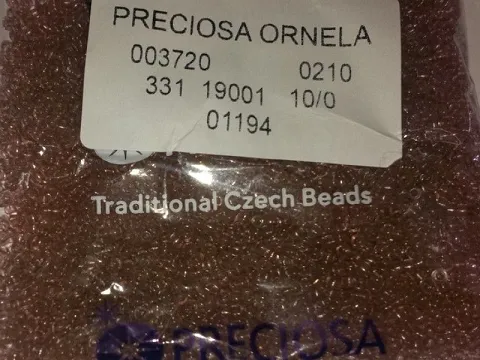 PRECIOSA ORNELA
003720 0210
331 19001 10/0
01194
Traditional Czech Beads
PRECIOSA